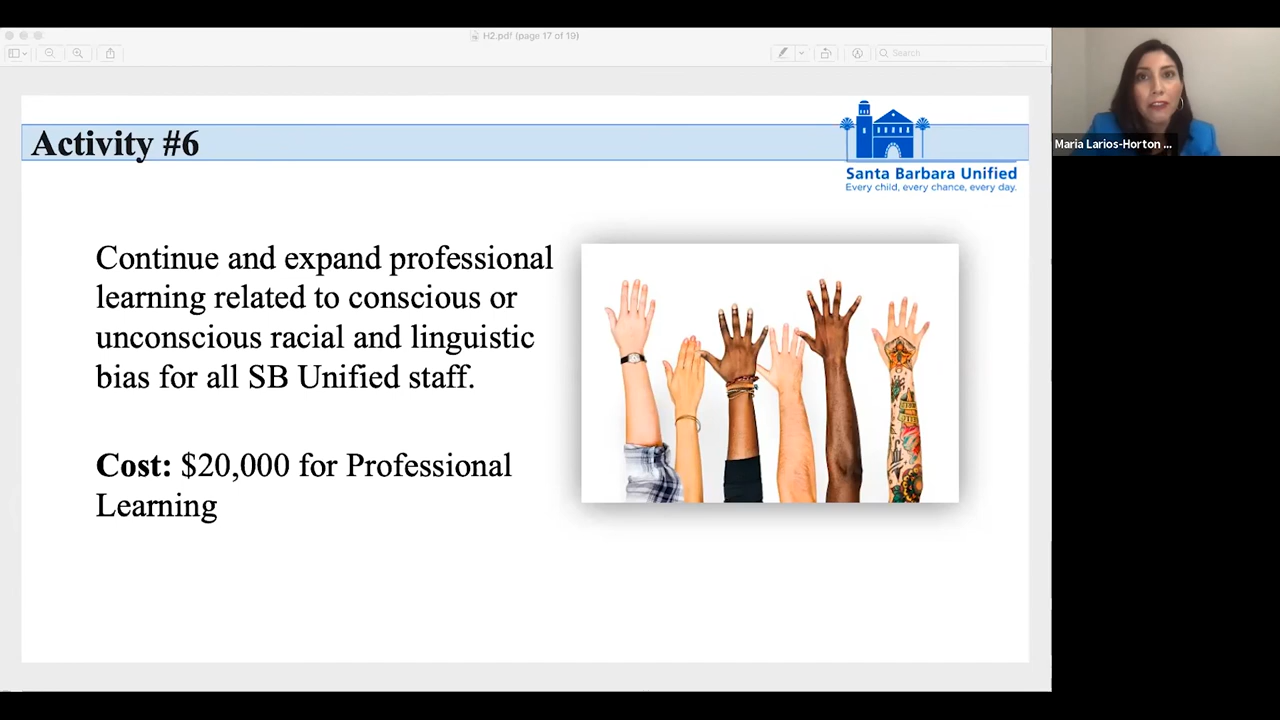 H2.pdf (page 17 of 19)
Search
Activity #6
Santa Barbara Unified
Every child, every chance, every day.
Maria Larios-Horton ...
Continue and expand professional
learning related to conscious or
unconscious racial and linguistic
bias for all SB Unified staff.
Cost: $20,000 for Professional
Learning